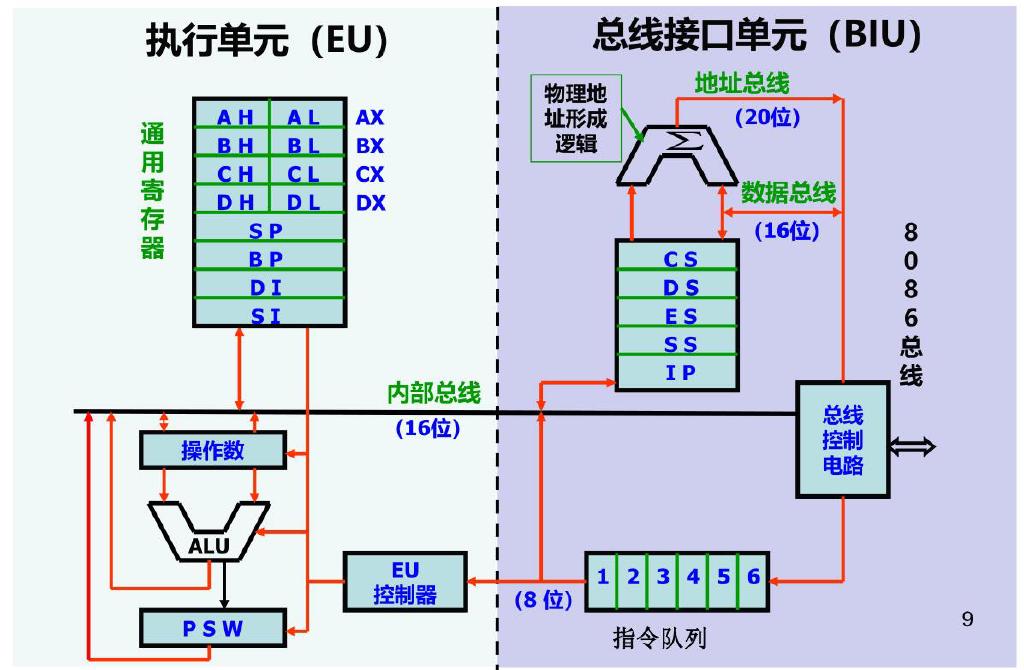 执行单元（EU）
通用寄存器
AH AL AX
BH BL BX
CH CL CX
DH DL DX
SP
BP
DI
SI
内部总线
(16位)
操作数
ALU
PSW
EU
控制器
总线接口单元（BIU）
物理地
址形成
逻辑
Σ
地址总线
(20位)
数据总线
(16位)
CS
DS
ES
SS
IP
8086总线
总线
控制
电路
(8 位)
1 2 3 4 5 6
指令队列
9